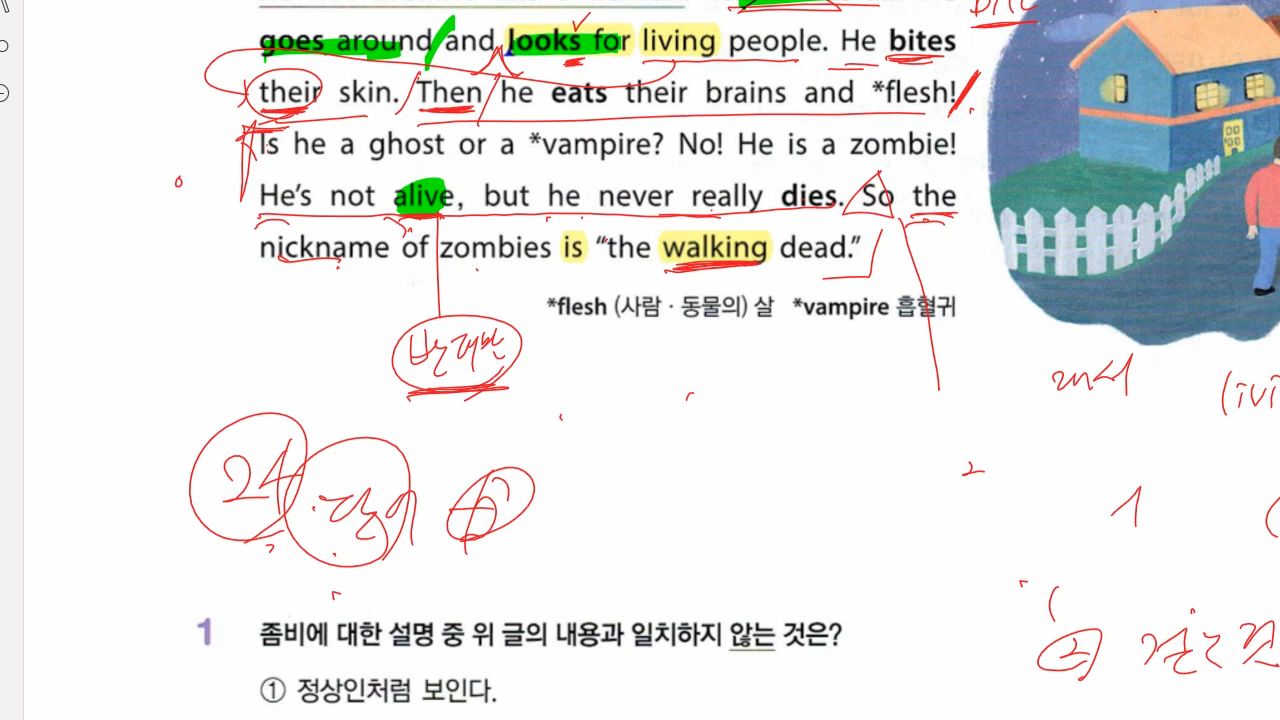 goes around and looks for living people. He bites
their skin. Then he eats their brains and *flesh!
Is he a ghost or a *vampire? No! He is a zombie!
He's not alive, but he never really dies. So the
nickname of zombies is “the walking dead.”
*flesh (사람 · 동물의) 살 *vampire 흡혈귀
24 단어
1 좀비에 대한 설명 중 위 글의 내용과 일치하지 않는 것은?
① 정상인처럼 보인다.